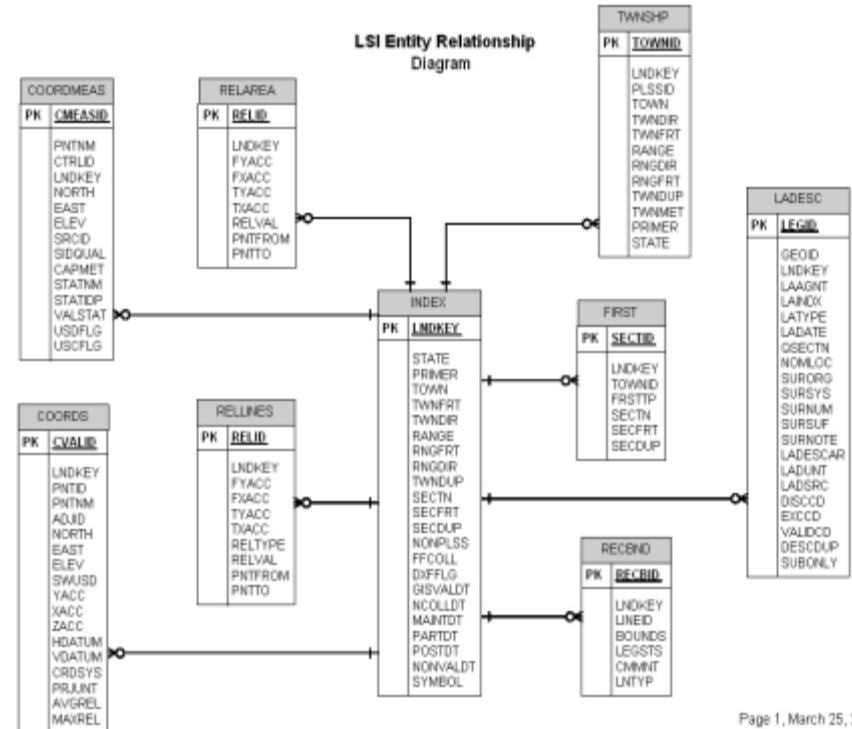 LSI Entity Relationship
Diagram
TWNSHP
PK TOWNID
LNDKEY
PLSSID
TOWN
TWNDIR
TWNFRT
RANGE
RNGDIR
RNGFRT
TWNDUP
TWNMET
PRIMER
STATE
COORDMEAS
PK CMEASID
PNTNM
CTRLID
LNDKEY
NORTH
EAST
ELEV
SRCID
SIDQUAL
CAPMET
STATNM
STATIDP
VALSTAT
USDFLG
USCFLG
RELAREA
PK RELID
LNDKEY
FYACC
FXACC
TYACC
TXACC
RELVAL
PNTFROM
PNTTO
LADESC
PK LEGID
GEOID
LNDKEY
LAAGNT
LAINDX
LATYPE
LADATE
QSECTN
NOMLOC
SURORG
SURSYS
SURNUM
SURSUF
SURNOTE
LADESCAR
LADUNT
LADSRC
DISCCD
EXCCD
VALIDCD
DESCDUP
SUBONLY
INDEX
PK LNDKEY
STATE
PRIMER
TOWN
TWNFRT
TWNDIR
RANGE
RNGFRT
RNGDIR
TWNDUP
SECTN
SECFRT
SECDUP
NONPLSS
FFCOLL
DXFFLG
GISVALDT
NCOLLDT
MAINTDT
PARTDT
POSTDT
NONVALDT
SYMBOL
FIRST
PK SECTID
LNDKEY
TOWNID
FRSTTP
SECTN
SECFRT
SECDUP
COORDS
PK CVALID
LNDKEY
PNTID
PNTNM
ADJID
NORTH
EAST
ELEV
SWUSD
YACC
XACC
ZACC
HDATUM
VDATUM
CRDSYS
PRJUNT
AVGREL
MAXREL
RELLINES
PK RELID
LNDKEY
FYACC
FXACC
TYACC
TXACC
RELTYPE
RELVAL
PNTFROM
PNTTO
RECBND
PK RECBID
LNDKEY
LINEID
BOUNDS
LEGSTS
CMMNT
LNTYP
Page 1, March 25,